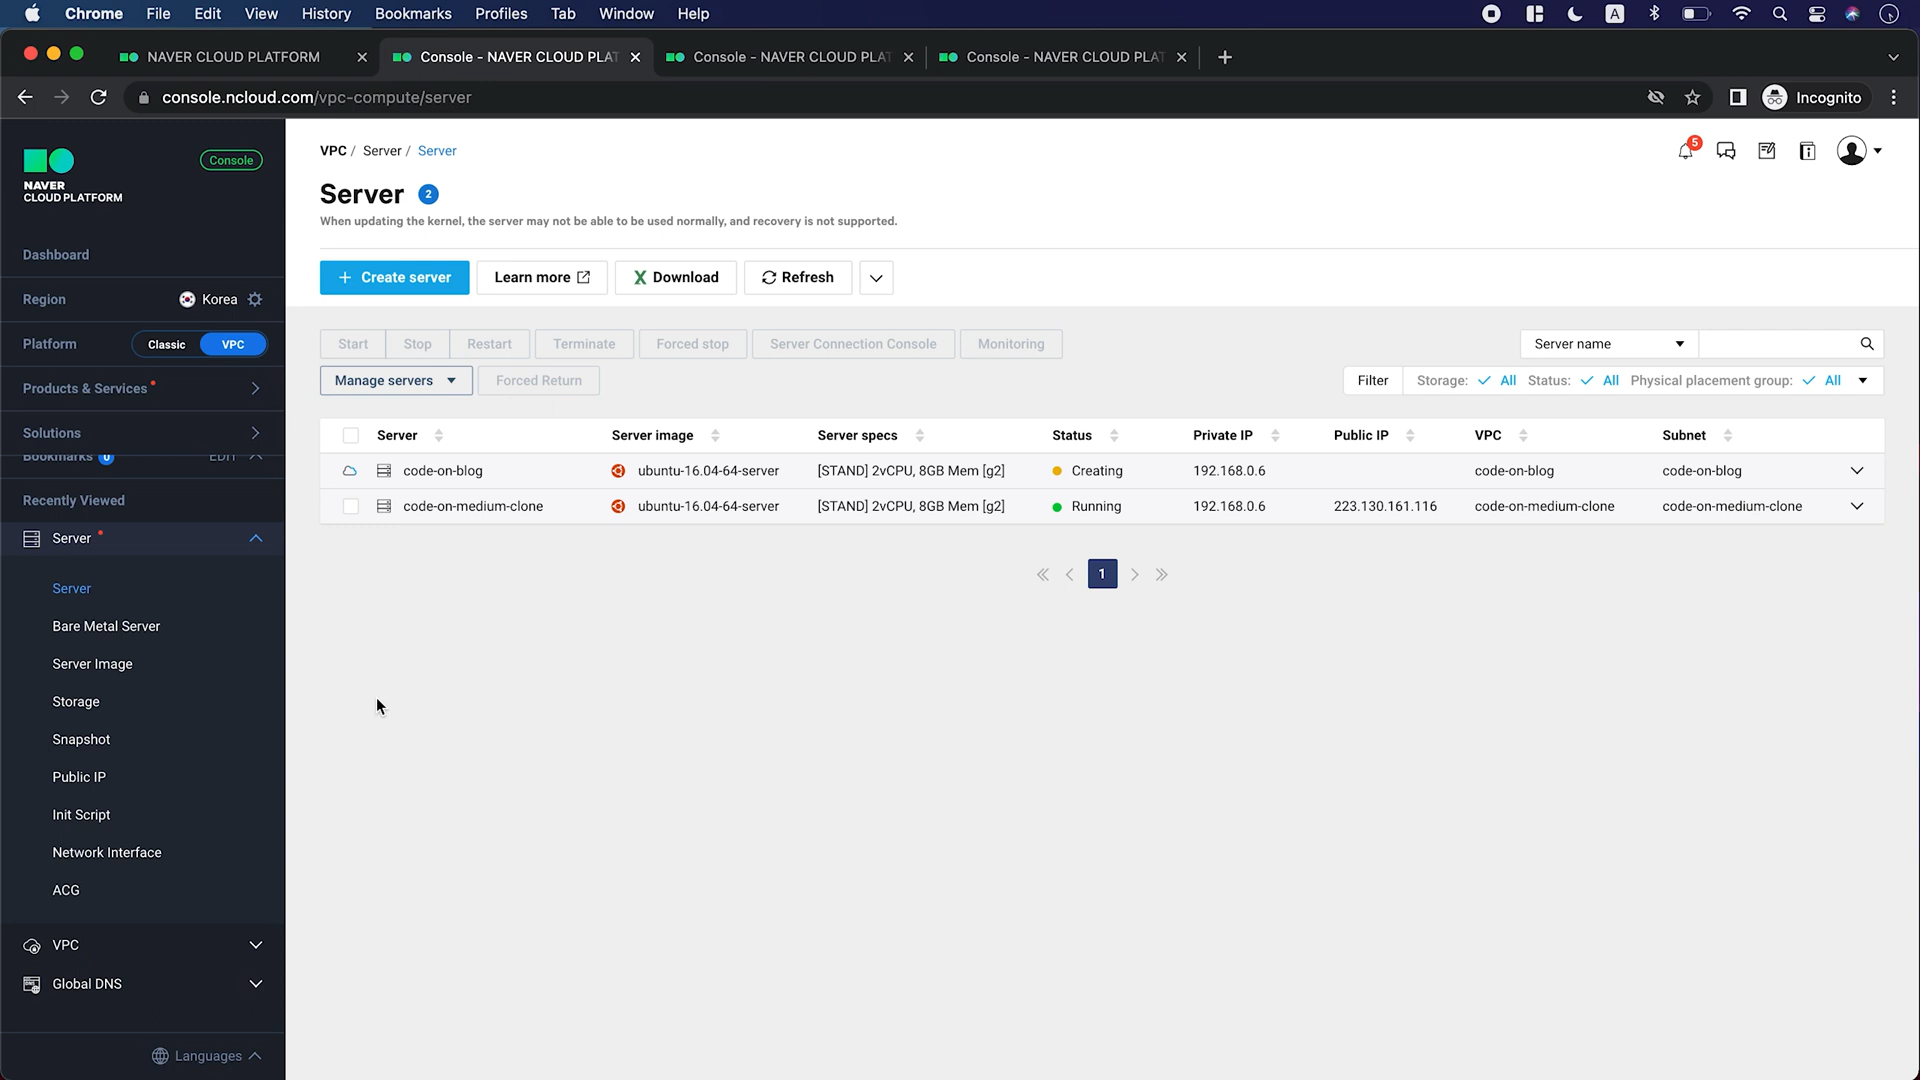 Chrome File Edit View History Bookmarks Profiles Tab Window Help A
NAVER CLOUD PLATFORM Console - NAVER CLOUD PLAT Console - NAVER CLOUD PLAT Console - NAVER CLOUD PLAT
console.ncloud.com/vpc-compute/server Incognito
NAVER
CLOUD PLATFORM
Console
Dashboard
Region Korea
Platform Classic VPC
Products & Services
Solutions
Bookmarks 0 EDIT
Recently Viewed
Server
Server
Bare Metal Server
Server Image
Storage
Snapshot
Public IP
Init Script
Network Interface
ACG
VPC
Global DNS
Languages
VPC / Server / Server
5
Server 2
When updating the kernel, the server may not be able to be used normally, and recovery is not supported.
+ Create server Learn more Download Refresh
Start Stop Restart Terminate Forced stop Server Connection Console Monitoring Server name
Manage servers Forced Return Filter Storage: All Status: All Physical placement group: All
Server Server image Server specs Status Private IP Public IP VPC Subnet
code-on-blog ubuntu-16.04-64-server [STAND] 2vCPU, 8GB Mem [g2] Creating 192.168.0.6 code-on-blog code-on-blog
code-on-medium-clone ubuntu-16.04-64-server [STAND] 2vCPU, 8GB Mem [g2] Running 192.168.0.6 223.130.161.116 code-on-medium-clone code-on-medium-clone
1